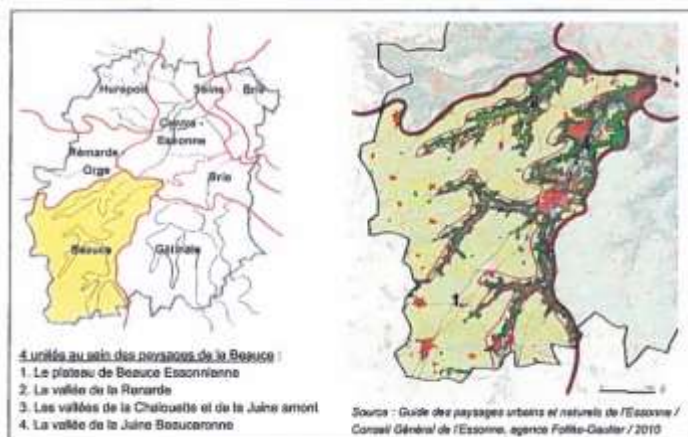 Hurepoix
Seine
Brie
Centre -
Essonne
Rémarde
Orge
Brie
Beauce
Gâtinais
4 unités au sein des paysages de la Beauce :
1. Le plateau de Beauce Essonnienne
2. La vallée de la Renarde
3. Les vallées de la Chalouette et de la Juine amont
4. La vallée de la Juine Beauceronne
1.
Source : Guide des paysages urbains et naturels de l'Essonne /
Conseil Général de l'Essonne, agence Folléa-Gautier / 2010